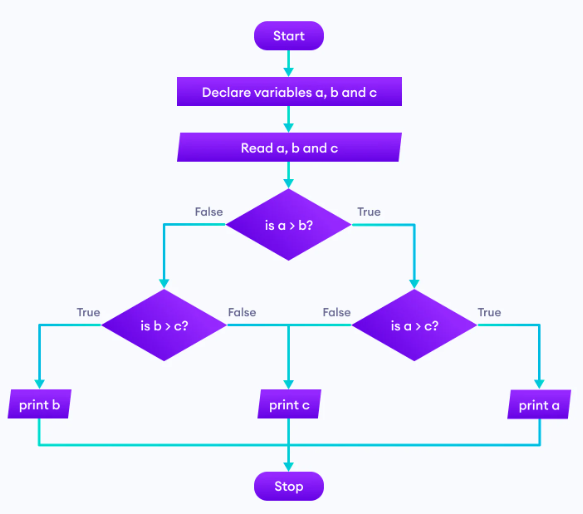 Start
Declare variables a, b and c
Read a, b and c
False
True
is a > b?
True
is b > c?
False
False
is a > c?
True
print b
print c
print a
Stop